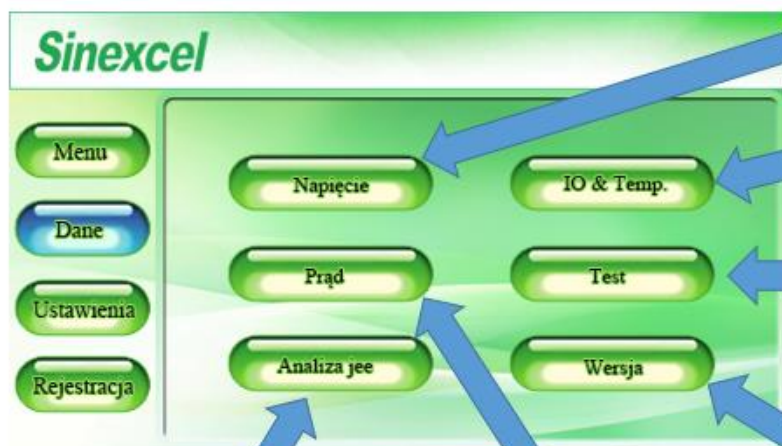 Sinexcel
Menu
Dane
Ustawienia
Rejestracja
Napięcie
IO & Temp.
Prąd
Test
Analiza jee
Wersja